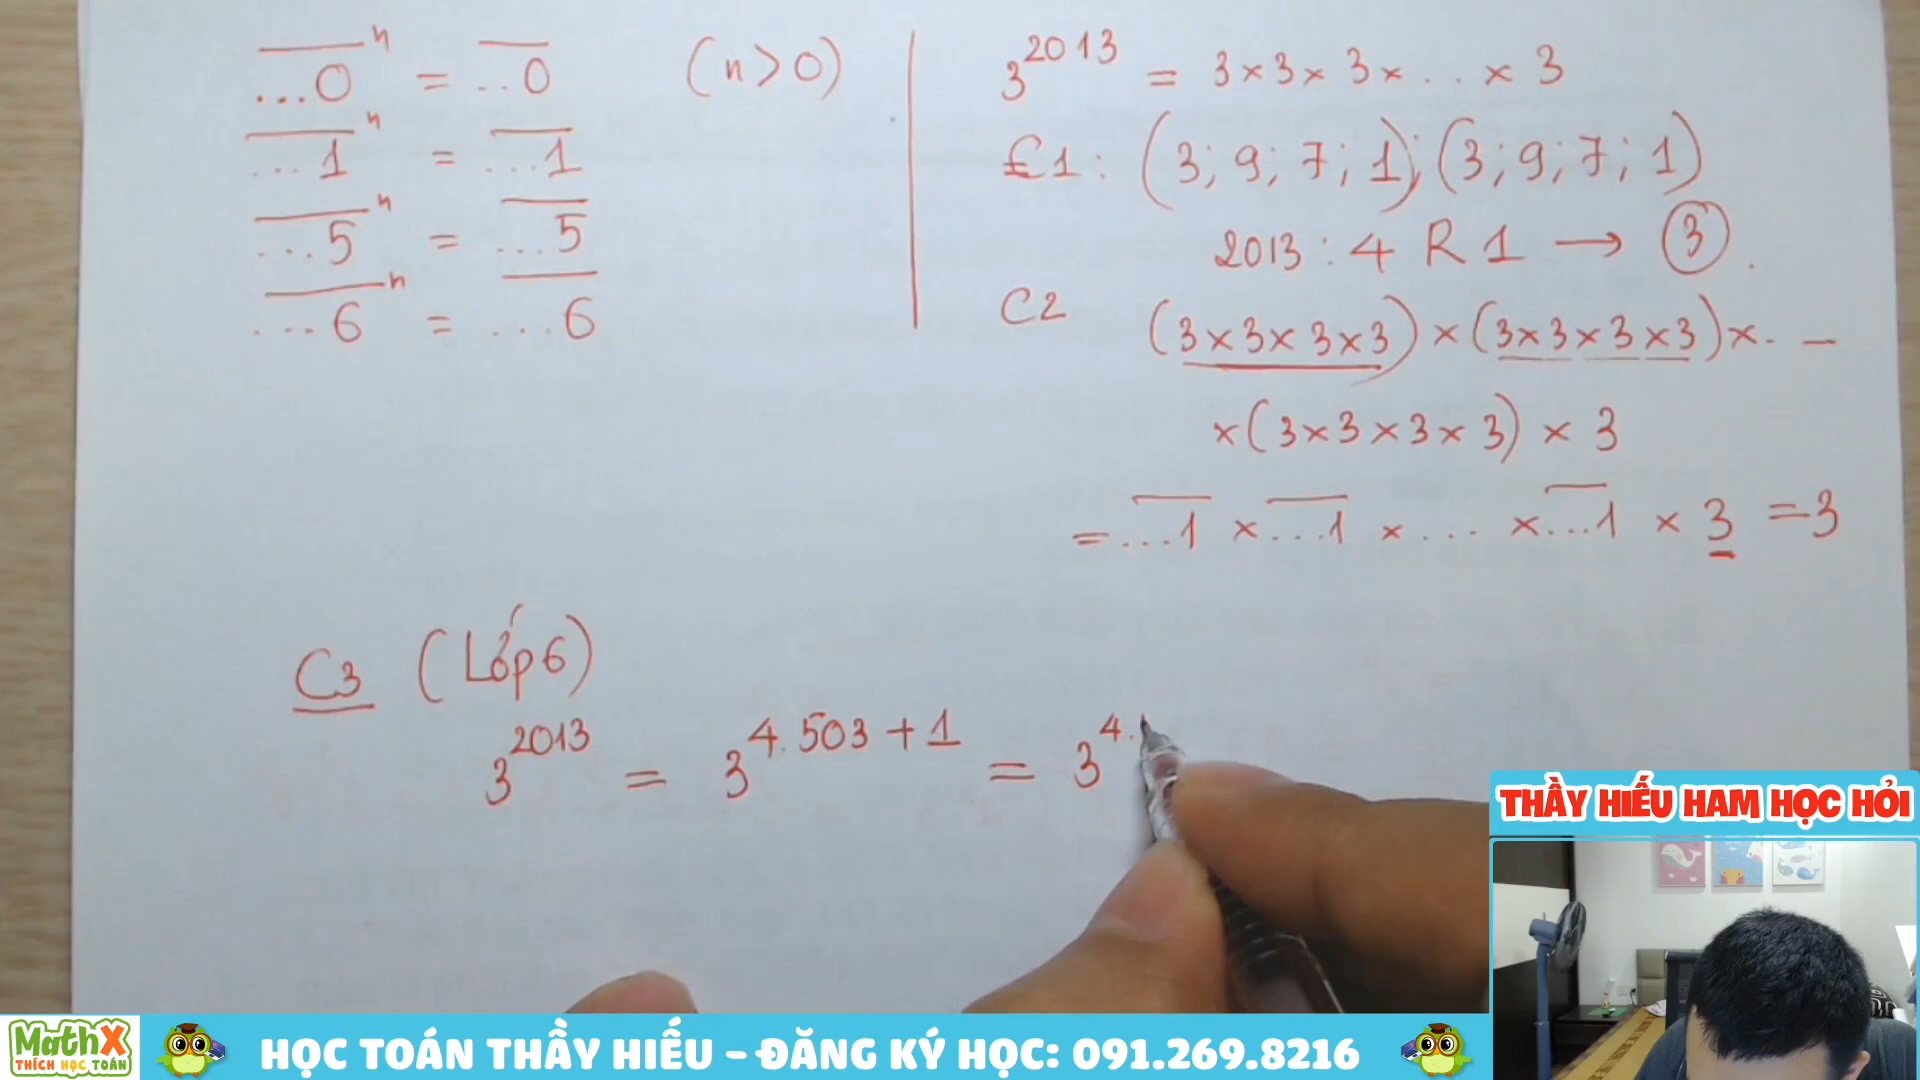 ...0ⁿ = ...0 (n > 0)
...1ⁿ = ...1
...5ⁿ = ...5
...6ⁿ = ...6
3²⁰¹³ = 3 × 3 × 3 × ... × 3
C1: (3; 9; 7; 1); (3; 9; 7; 1)
2013 : 4 R 1 → 3.
C2 (3×3×3×3) × (3×3×3×3) × ...
× (3×3×3×3) × 3
= ...1 × ...1 × ... × ...1 × 3 = 3
C3 (Lớp 6)
3²⁰¹³ = 3⁴·⁵⁰³⁺¹ = 3⁴·
THẦY HIẾU HAM HỌC HỎI
MathX
THÍCH HỌC TOÁN
HỌC TOÁN THẦY HIẾU - ĐĂNG KÝ HỌC: 091.269.8216